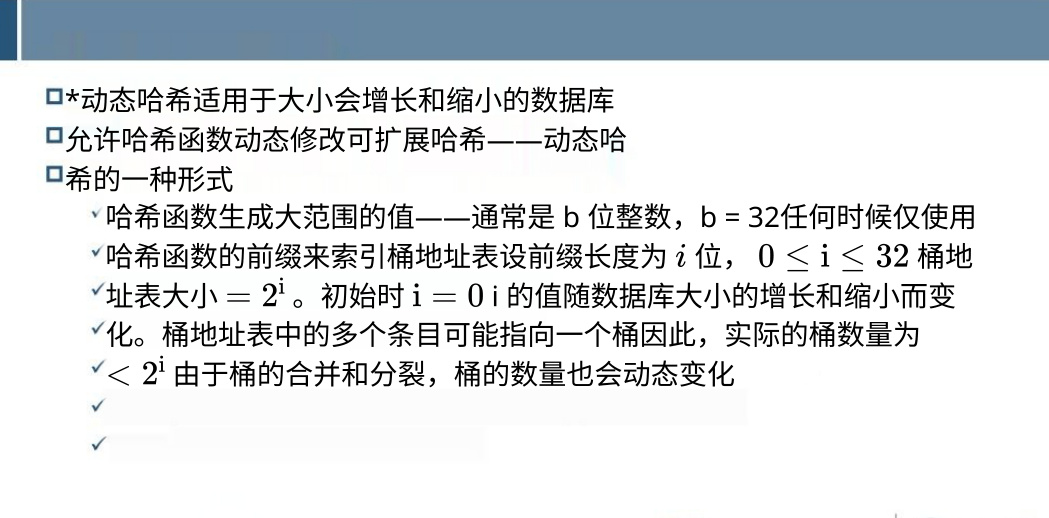 *动态哈希适用于大小会增长和缩小的数据库
允许哈希函数动态修改可扩展哈希——动态哈
希的一种形式
哈希函数生成大范围的值——通常是 b 位整数，b = 32任何时候仅使用
哈希函数的前缀来索引桶地址表设前缀长度为 i 位， 0 ≤ i ≤ 32 桶地
址表大小 = 2^i 。初始时 i = 0 i 的值随数据库大小的增长和缩小而变
化。桶地址表中的多个条目可能指向一个桶因此，实际的桶数量为
< 2^i 由于桶的合并和分裂，桶的数量也会动态变化